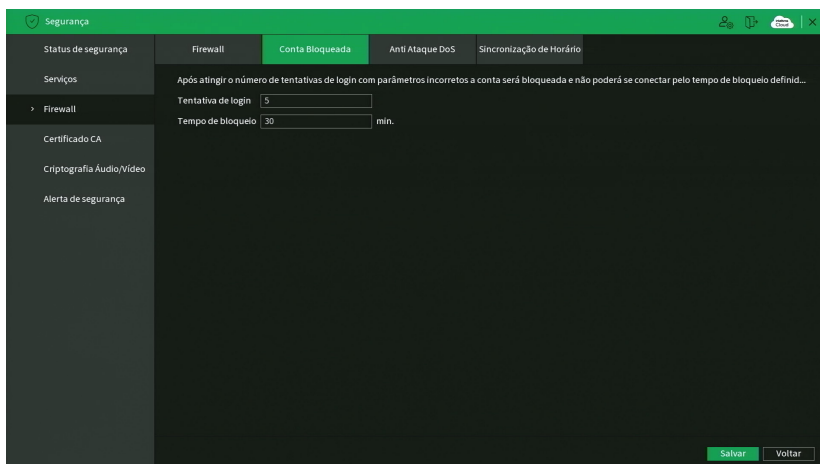 Segurança
Status de segurança
Serviços
Firewall
Certificado CA
Criptografia Áudio/Vídeo
Alerta de segurança
Firewall
Conta Bloqueada
Anti Ataque DoS
Sincronização de Horário
Após atingir o número de tentativas de login com parâmetros incorretos a conta será bloqueada e não poderá se conectar pelo tempo de bloqueio definid...
Tentativa de login 5
Tempo de bloqueio 30 min.
Salvar
Voltar